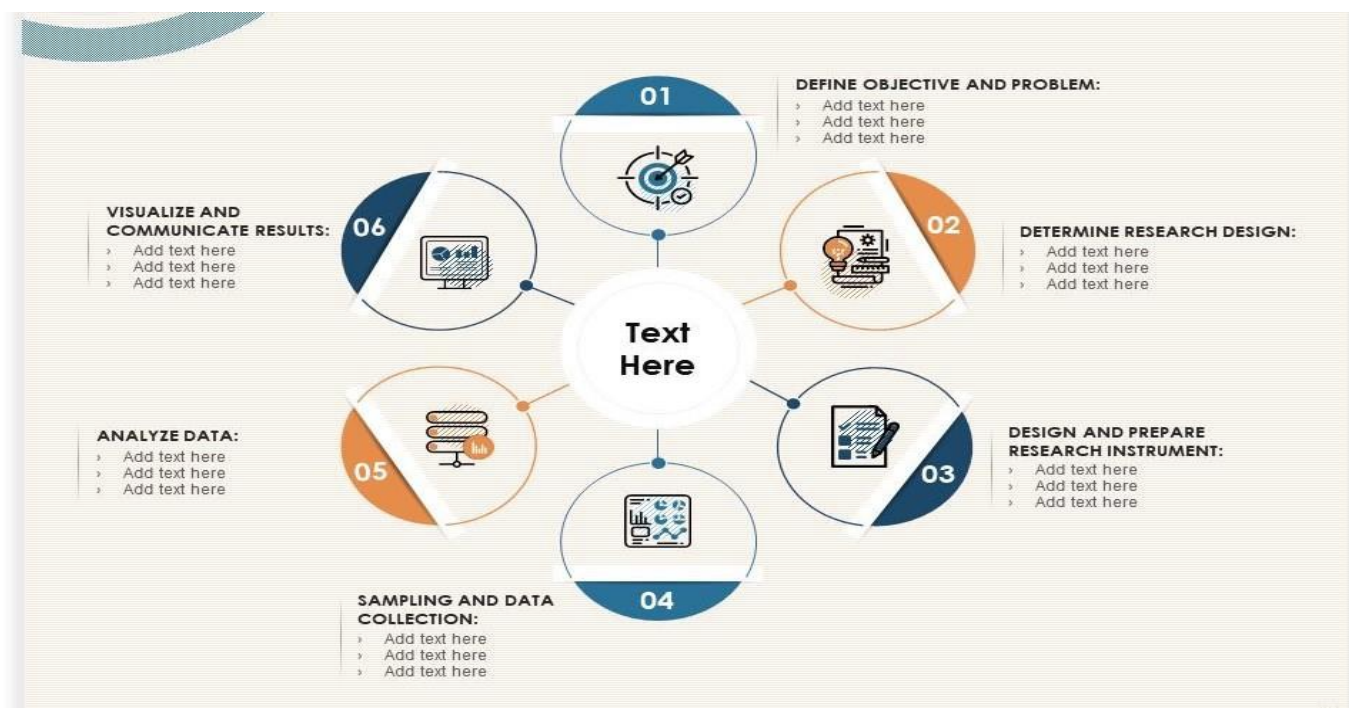 01
DEFINE OBJECTIVE AND PROBLEM:
› Add text here
› Add text here
› Add text here
02
DETERMINE RESEARCH DESIGN:
› Add text here
› Add text here
› Add text here
03
DESIGN AND PREPARE
RESEARCH INSTRUMENT:
› Add text here
› Add text here
› Add text here
04
SAMPLING AND DATA
COLLECTION:
› Add text here
› Add text here
› Add text here
05
ANALYZE DATA:
› Add text here
› Add text here
› Add text here
06
VISUALIZE AND
COMMUNICATE RESULTS:
› Add text here
› Add text here
› Add text here
Text
Here